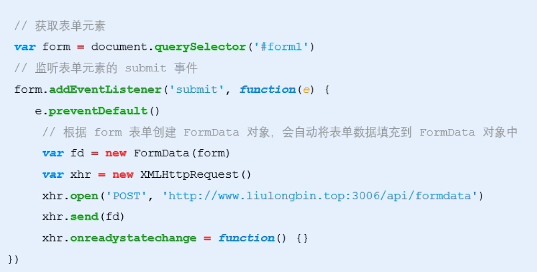 // 获取表单元素
var form = document.querySelector('#form1')
// 监听表单元素的 submit 事件
form.addEventListener('submit', function(e) {
e.preventDefault()
// 根据 form 表单创建 FormData 对象，会自动将表单数据填充到 FormData 对象中
var fd = new FormData(form)
var xhr = new XMLHttpRequest()
xhr.open('POST', 'http://www.liulongbin.top:3006/api/formdata')
xhr.send(fd)
xhr.onreadystatechange = function() {}
})